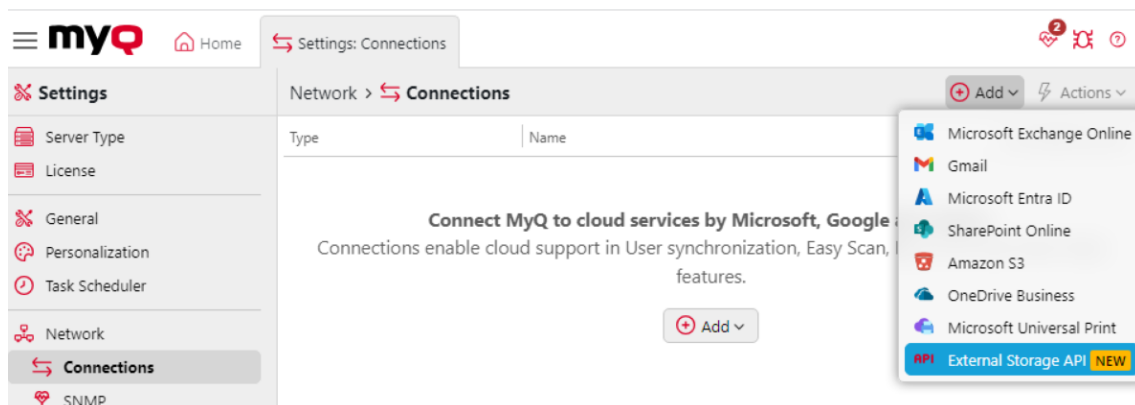 myQ Home Settings: Connections 2
Settings Network > Connections Add Actions
Server Type Type Name
License
General
Personalization
Task Scheduler
Network
Connections
SNMP
Connect MyQ to cloud services by Microsoft, Google
Connections enable cloud support in User synchronization, Easy Scan,
features.
Add
Microsoft Exchange Online
Gmail
Microsoft Entra ID
SharePoint Online
Amazon S3
OneDrive Business
Microsoft Universal Print
API External Storage API NEW